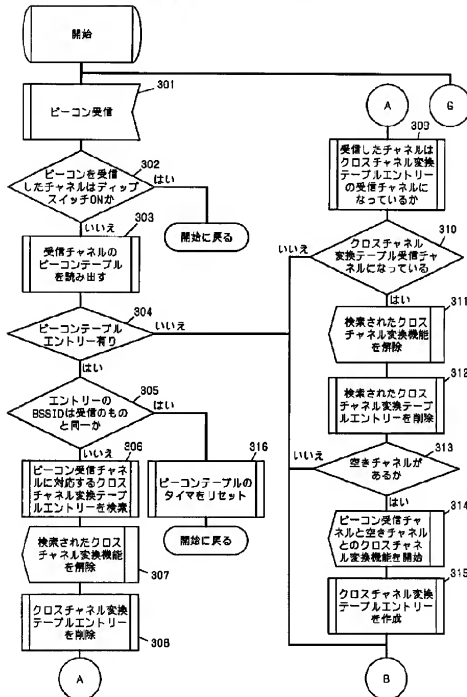 開始
301
ビーコン受信
302
ビーコンを受信
したチャネルはディップ
スイッチONか
はい
いいえ
開始に戻る
303
受信チャネルの
ビーコンテーブル
を読み出す
304
ビーコンテーブル
エントリー有り
いいえ
はい
305
エントリーの
BSSIDは受信のもの
と同一か
はい
いいえ
306
ビーコン受信チャネ
ルに対応するクロス
チャネル変換テーブ
ルエントリーを検索
316
ビーコンテーブルの
タイマをリセット
開始に戻る
検索されたクロス
チャネル変換機能
を解除
307
クロスチャネル変換
テーブルエントリー
を削除
308
A
A
G
309
受信したチャネルは
クロスチャネル変換
テーブルエントリー
の受信チャネルに
なっているか
310
いいえ
クロスチャネル
変換テーブル受信チャ
ネルになっている
はい
311
検索されたクロス
チャネル変換機能
を解除
312
検索されたクロス
チャネル変換テーブ
ルエントリーを削除
313
いいえ
空きチャネルが
あるか
はい
314
ビーコン受信チャ
ネルと空きチャネル
とのクロスチャネル
変換機能を開始
315
クロスチャネル変換
テーブルエントリー
を作成
B